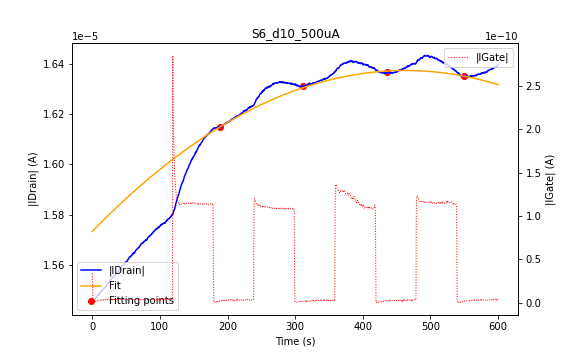 S6_d10_500uA
1e−5
1e−10
1.64
1.62
1.60
1.58
1.56
|IDrain| (A)
2.5
2.0
1.5
1.0
0.5
0.0
|IGate| (A)
|IGate|
|IDrain|
Fit
Fitting points
0
100
200
300
400
500
600
Time (s)